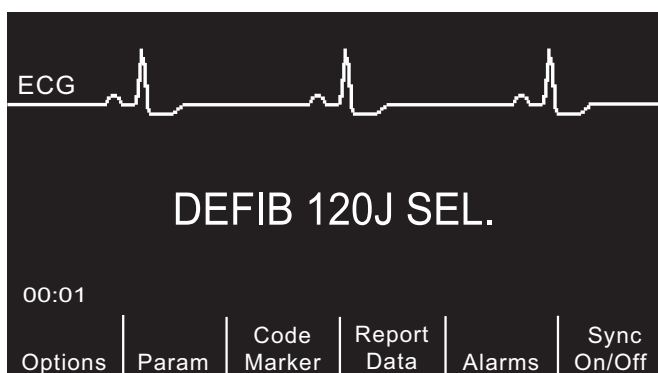 ECG
DEFIB 120J SEL.
00:01
Options Param Code Marker Report Data Alarms Sync On/Off